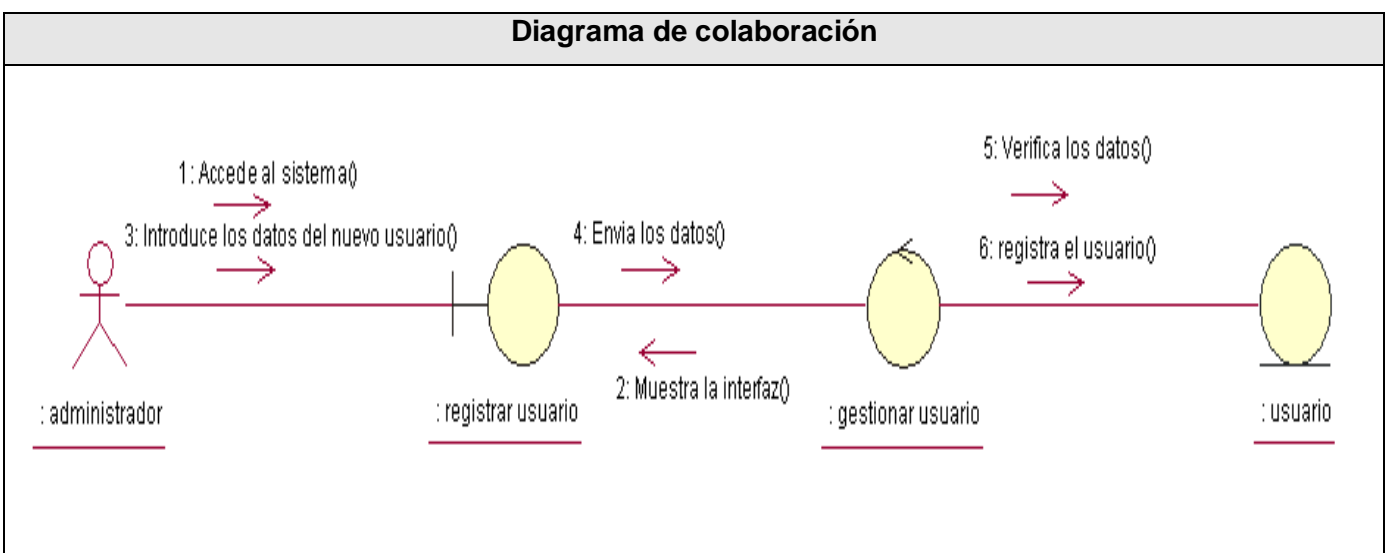 Diagrama de colaboración
1: Accede al sistema()
3: Introduce los datos del nuevo usuario()
4: Envia los datos()
5: Verifica los datos()
6: registra el usuario()
2: Muestra la interfaz()
: administrador
: registrar usuario
: gestionar usuario
: usuario